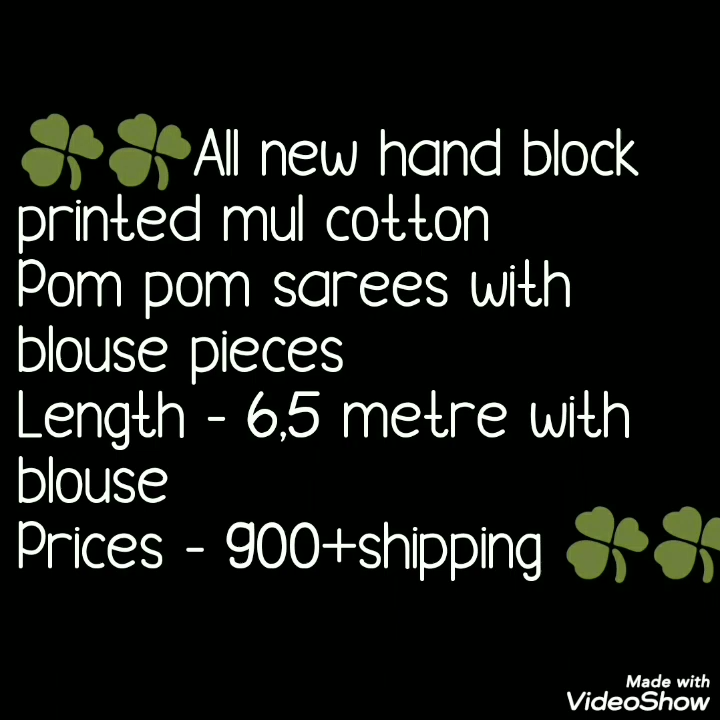 ☘️☘️All new hand block
printed mul cotton
Pom pom sarees with
blouse pieces
Length - 6,5 metre with
blouse
Prices - 900+shipping ☘️☘️
Made with
VideoShow